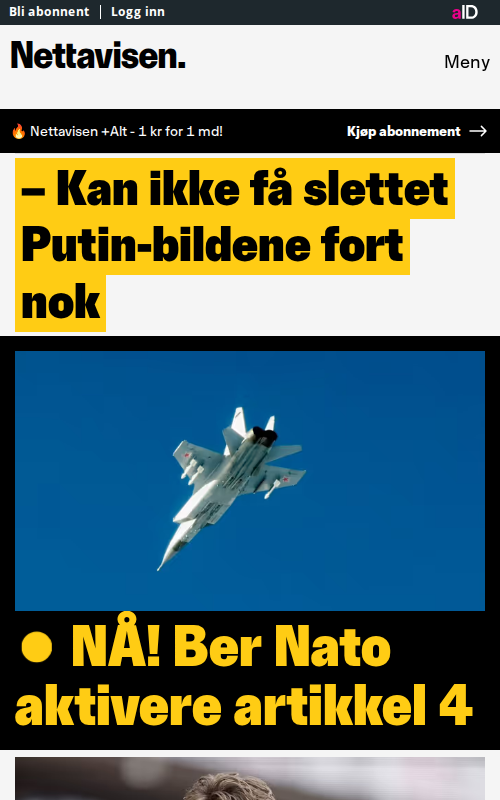 Bli abonnent | Logg inn
aID
Nettavisen.
Meny
🔥 Nettavisen +Alt - 1 kr for 1 md!
Kjøp abonnement →
– Kan ikke få slettet
Putin-bildene fort
nok
NÅ! Ber Nato
aktivere artikkel 4